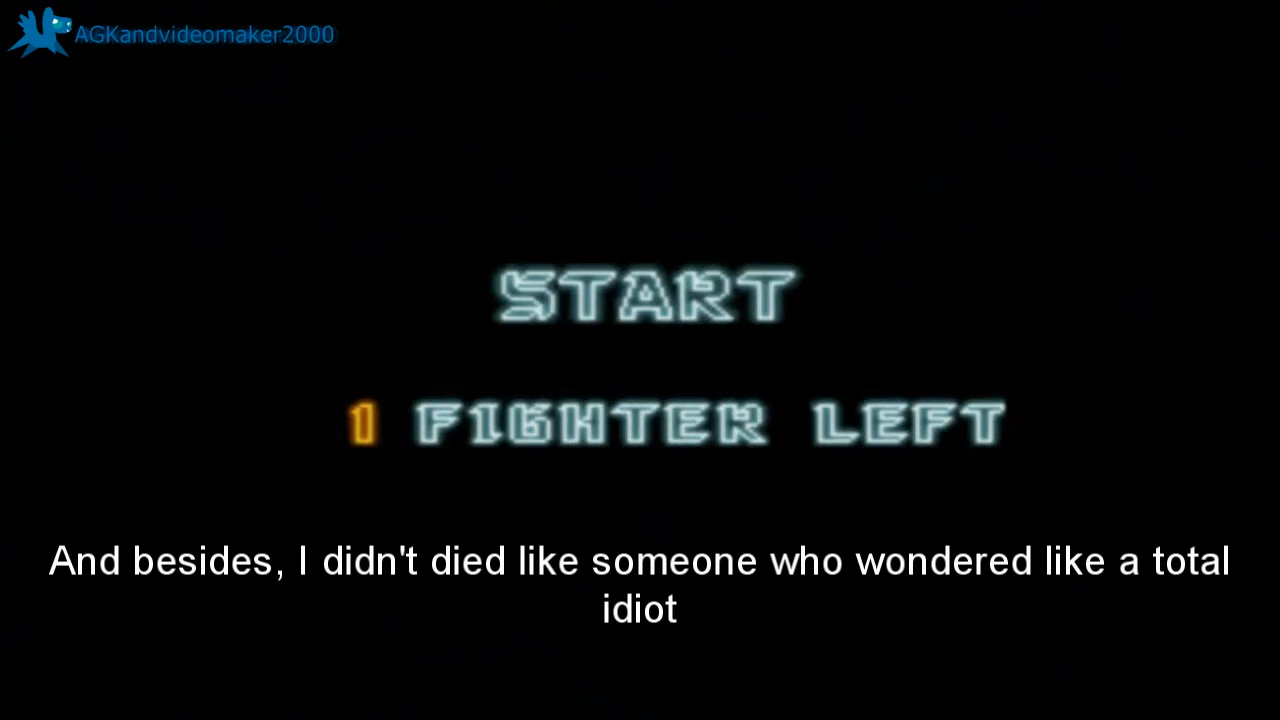 AGKandvideomaker2000
START
1 FIGHTER LEFT
And besides, I didn't died like someone who wondered like a total
idiot